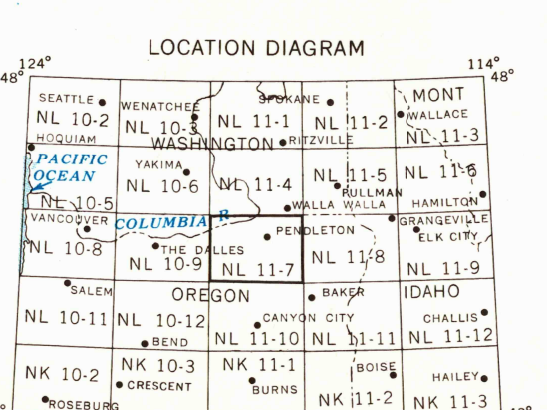 LOCATION DIAGRAM
124° 114°
48° 48°
SEATTLE WENATCHEE SPOKANE MONT
NL 10-2 NL 10-3 NL 11-1 NL 11-2 WALLACE
NL 11-3
HOQUIAM WASHINGTON RITZVILLE
PACIFIC
OCEAN
YAKIMA
NL 10-5 NL 10-6 NL 11-4 NL 11-5 NL 11-6
PULLMAN
WALLA WALLA HAMILTON
VANCOUVER COLUMBIA R GRANGEVILLE
PENDLETON ELK CITY
NL 10-8 THE DALLES
NL 10-9 NL 11-7 NL 11-8 NL 11-9
SALEM OREGON BAKER IDAHO
NL 10-11 NL 10-12 CANYON CITY CHALLIS
BEND NL 11-10 NL 11-11 NL 11-12
NK 10-2 NK 10-3 NK 11-1 BOISE HAILEY
CRESCENT BURNS NK 11-2 NK 11-3
ROSEBURG